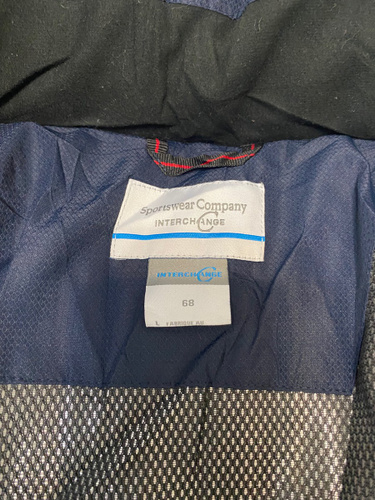 Sportswear Company
INTERCHANGE
INTERCHANGE
68
L